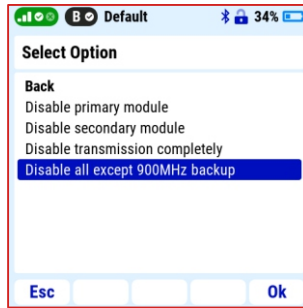 B Default 34%
Select Option
Back
Disable primary module
Disable secondary module
Disable transmission completely
Disable all except 900MHz backup
Esc Ok